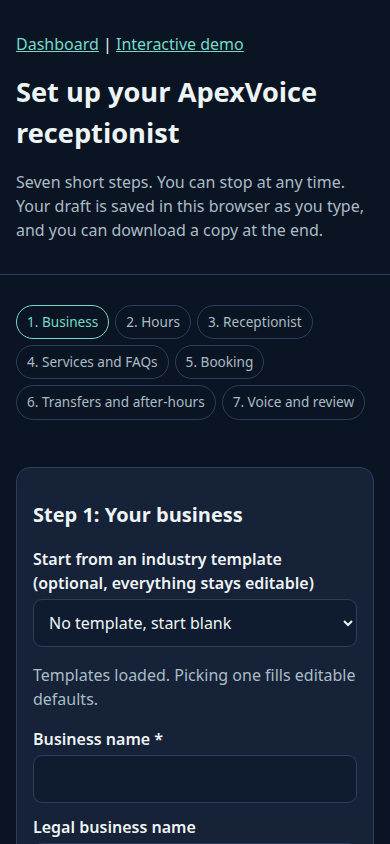 Dashboard | Interactive demo
Set up your ApexVoice
receptionist
Seven short steps. You can stop at any time.
Your draft is saved in this browser as you type,
and you can download a copy at the end.
1. Business
2. Hours
3. Receptionist
4. Services and FAQs
5. Booking
6. Transfers and after-hours
7. Voice and review
Step 1: Your business
Start from an industry template
(optional, everything stays editable)
No template, start blank
Templates loaded. Picking one fills editable
defaults.
Business name *
Legal business name